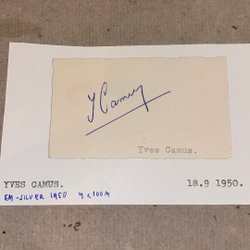 Y Camus
Yves Camus.
YVES CAMUS.
18.9 1950.
EM-SILVER 1950 4 x 100 M